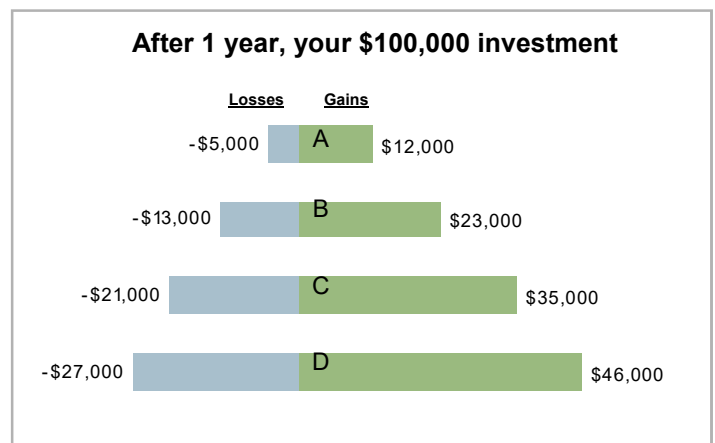 After 1 year, your $100,000 investment
Losses Gains
-$5,000 A $12,000
-$13,000 B $23,000
-$21,000 C $35,000
-$27,000 D $46,000